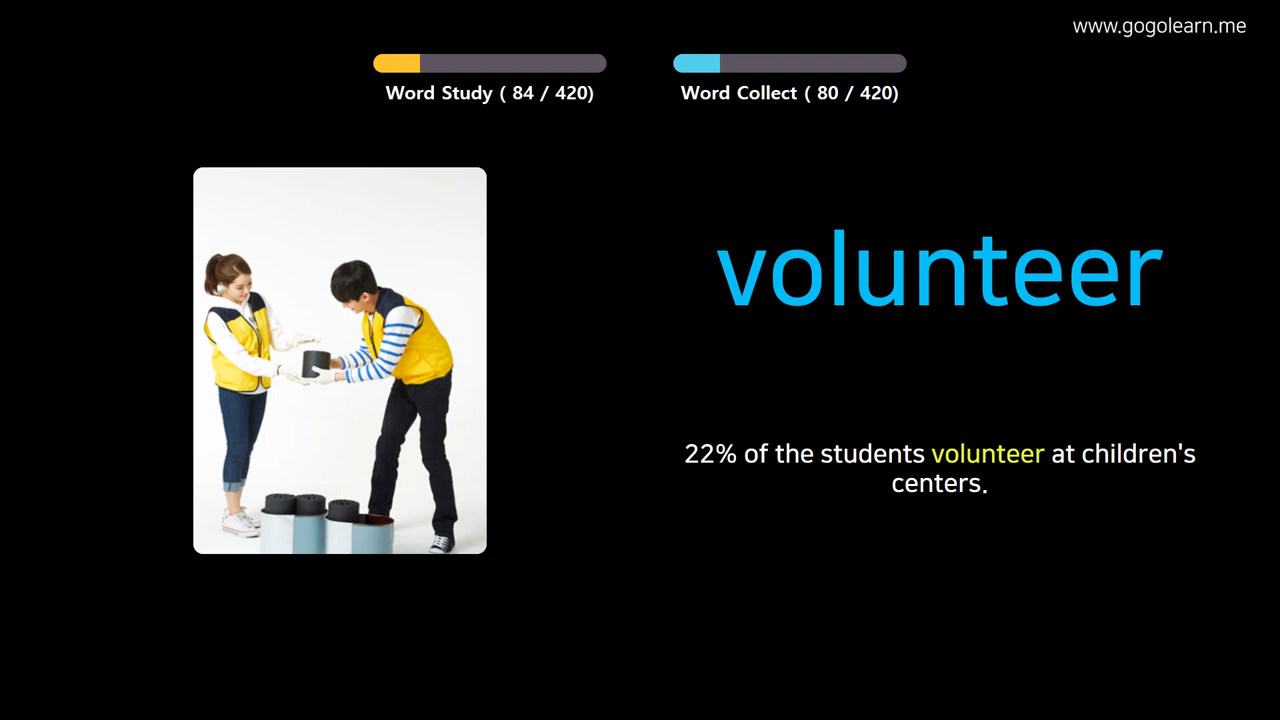 www.gogolearn.me
Word Study ( 84 / 420)
Word Collect ( 80 / 420)
volunteer
22% of the students volunteer at children's
centers.